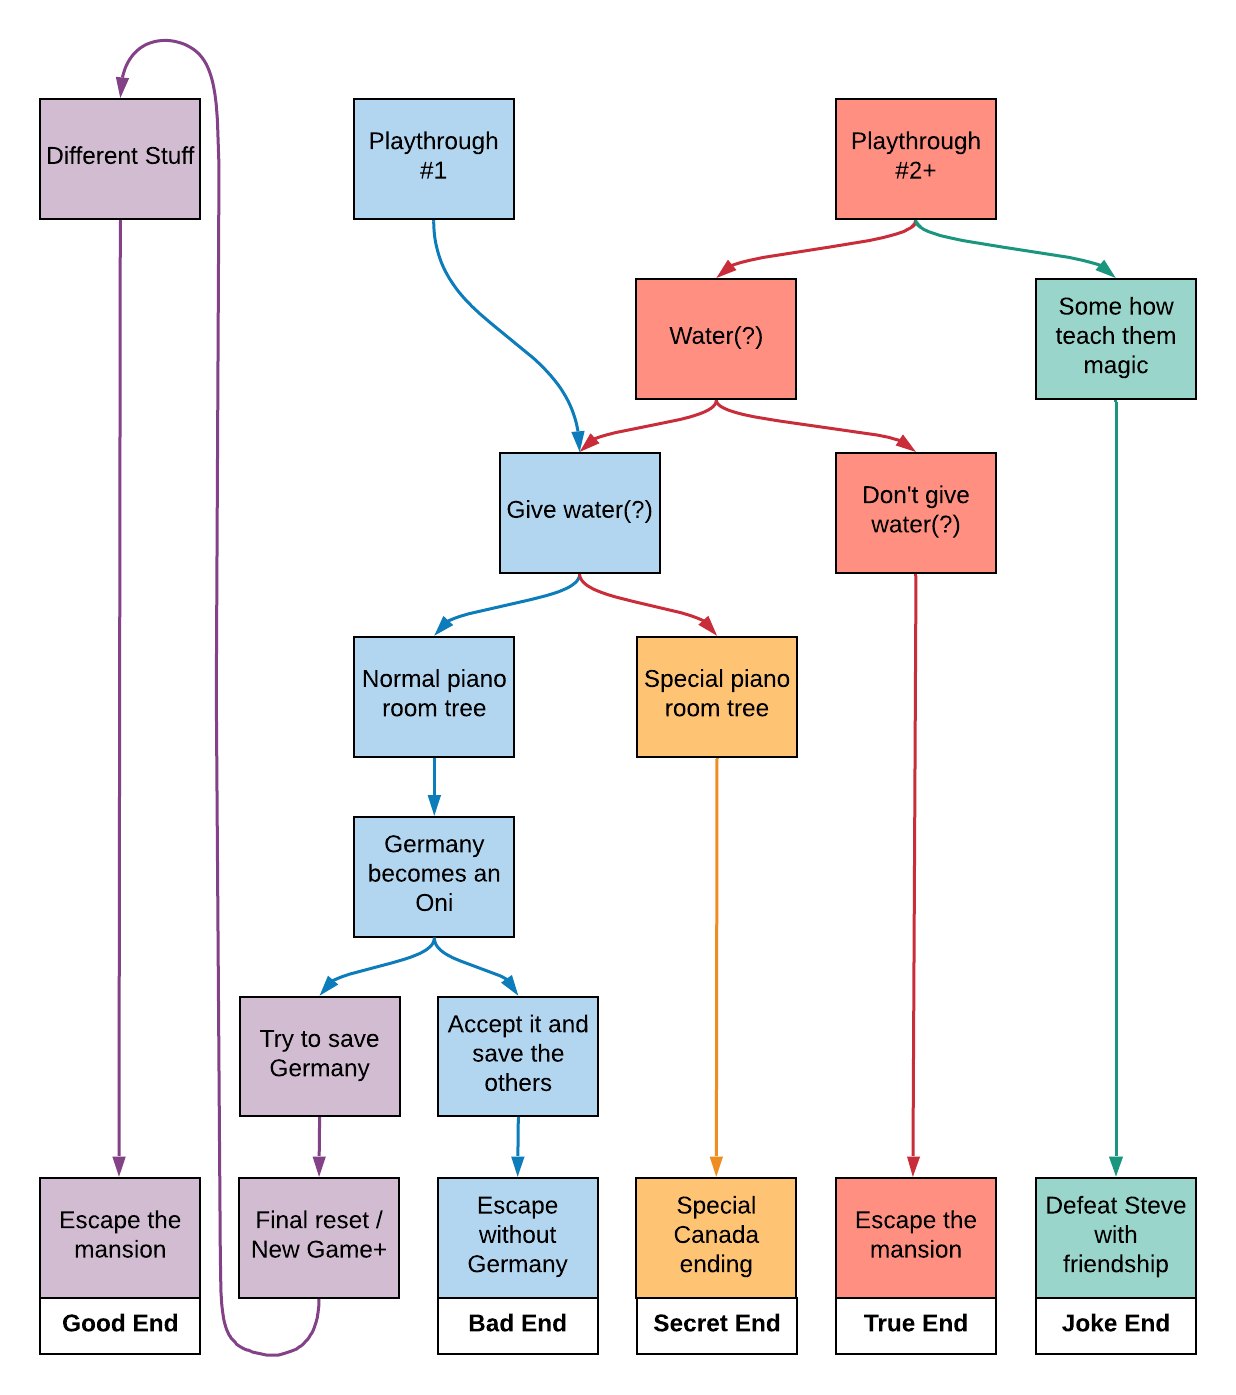 Different Stuff
Playthrough
#1
Playthrough
#2+
Water(?)
Some how
teach them
magic
Give water(?)
Don't give
water(?)
Normal piano
room tree
Special piano
room tree
Germany
becomes an
Oni
Try to save
Germany
Accept it and
save the
others
Escape the
mansion
Good End
Final reset /
New Game+
Escape
without
Germany
Bad End
Special
Canada
ending
Secret End
Escape the
mansion
True End
Defeat Steve
with
friendship
Joke End